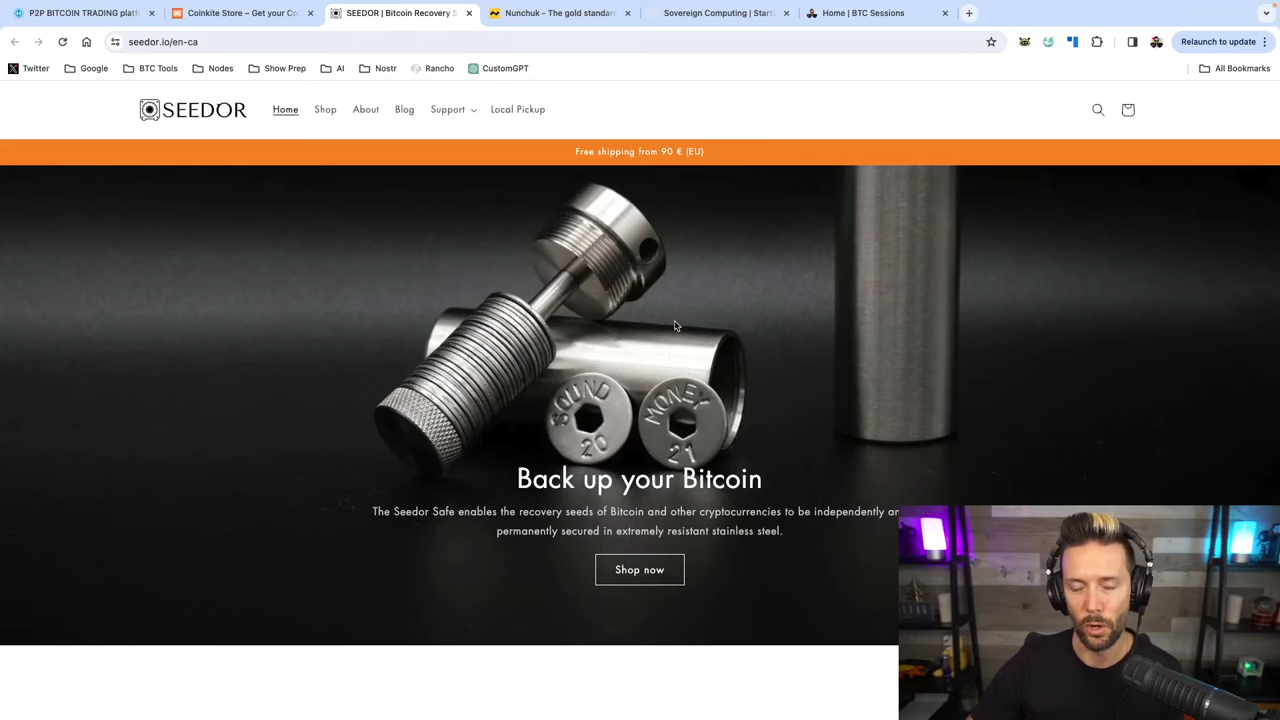 P2P BITCOIN TRADING platf
Coinkite Store – Get your Co
SEEDOR | Bitcoin Recovery S
Nunchuk - The gold standar
Sovereign Computing | Start
Home | BTC Sessions
seedor.io/en-ca
Relaunch to update
Twitter
Google
BTC Tools
Nodes
Show Prep
AI
Nostr
Rancho
CustomGPT
All Bookmarks
SEEDOR
Home
Shop
About
Blog
Support
Local Pickup
Free shipping from 90 € (EU)
SOUND
20
MONEY
21
Back up your Bitcoin
The Seedor Safe enables the recovery seeds of Bitcoin and other cryptocurrencies to be independently
permanently secured in extremely resistant stainless steel.
Shop now